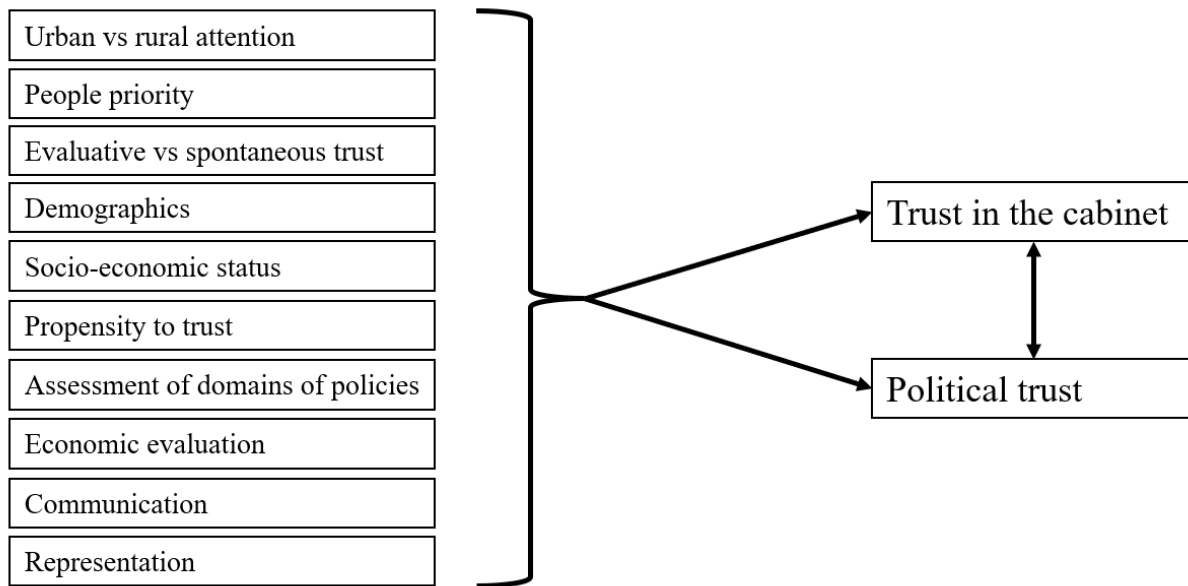 Urban vs rural attention
People priority
Evaluative vs spontaneous trust
Demographics
Socio-economic status
Propensity to trust
Assessment of domains of policies
Economic evaluation
Communication
Representation
Trust in the cabinet
Political trust